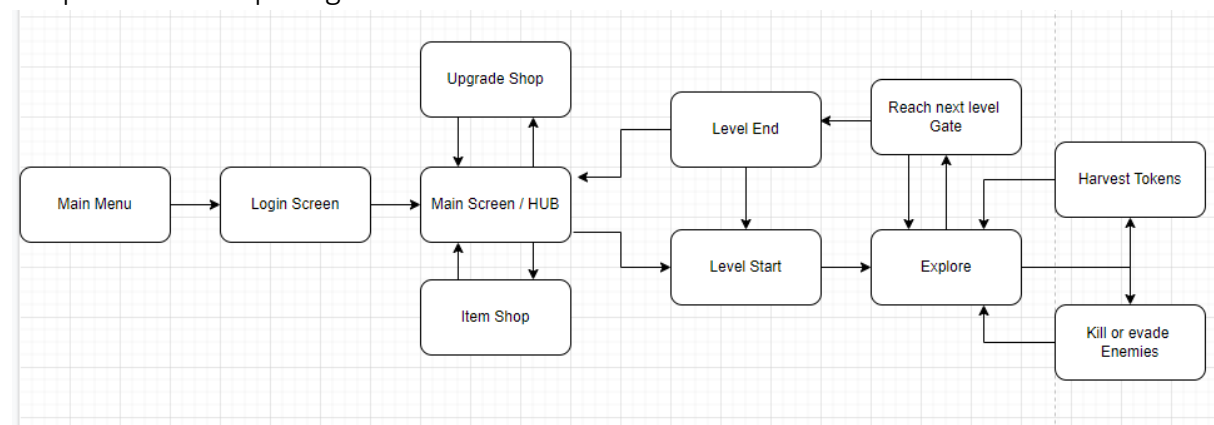 Upgrade Shop
Reach next level
Gate
Level End
Harvest Tokens
Main Menu
Login Screen
Main Screen / HUB
Level Start
Explore
Item Shop
Kill or evade
Enemies